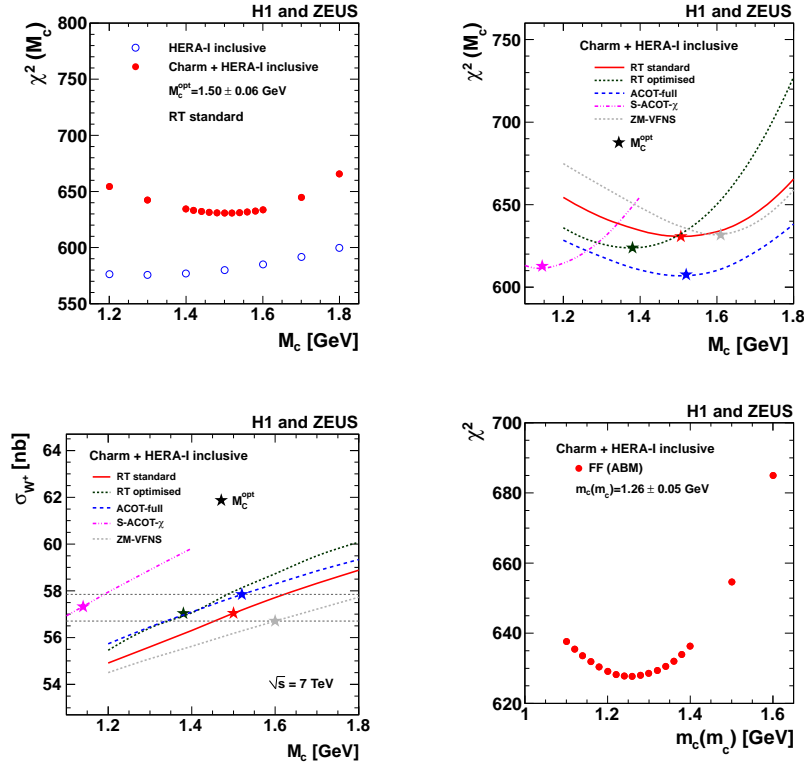 H1 and ZEUS
χ² (M_c)
800
750
700
650
600
550
HERA-I inclusive
Charm + HERA-I inclusive
M_c^opt=1.50 ± 0.06 GeV
RT standard
1.2 1.4 1.6 1.8
M_c [GeV]
H1 and ZEUS
χ² (M_c)
750
700
650
600
Charm + HERA-I inclusive
RT standard
RT optimised
ACOT-full
S-ACOT-χ
ZM-VFNS
M_C^opt
1.2 1.4 1.6 1.8
M_c [GeV]
H1 and ZEUS
σ_W+ [nb]
64
62
60
58
56
54
Charm + HERA-I inclusive
RT standard
RT optimised
ACOT-full
S-ACOT-χ
ZM-VFNS
M_C^opt
√s = 7 TeV
1.2 1.4 1.6 1.8
M_c [GeV]
H1 and ZEUS
χ²
700
680
660
640
620
Charm + HERA-I inclusive
FF (ABM)
m_c(m_c)=1.26 ± 0.05 GeV
1 1.2 1.4 1.6
m_c(m_c) [GeV]